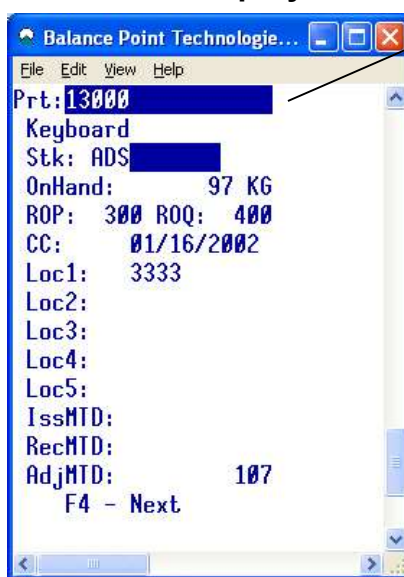 Balance Point Technologie...
File Edit View Help
Prt:13000
Keyboard
Stk: ADS
OnHand: 97 KG
ROP: 300 ROQ: 400
CC: 01/16/2002
Loc1: 3333
Loc2:
Loc3:
Loc4:
Loc5:
IssMTD:
RecMTD:
AdjMTD: 107
F4 - Next